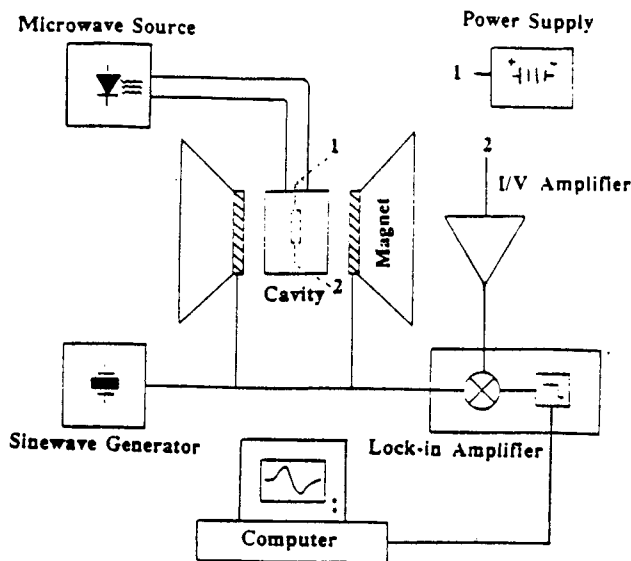 Microwave Source
Power Supply
+ -
1
1
2
I/V Amplifier
Magnet
2
Cavity
Sinewave Generator
Lock-in Amplifier
Computer